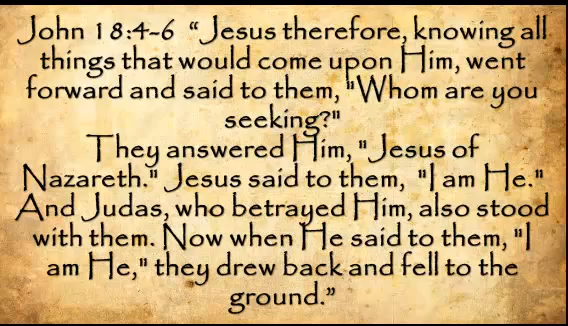 John 18:4-6  “Jesus therefore, knowing all
things that would come upon Him, went
forward and said to them, "Whom are you
seeking?"
They answered Him, "Jesus of
Nazareth." Jesus said to them,  "I am He."
And Judas, who betrayed Him, also stood
with them. Now when He said to them, "I
am He," they drew back and fell to the
ground.”